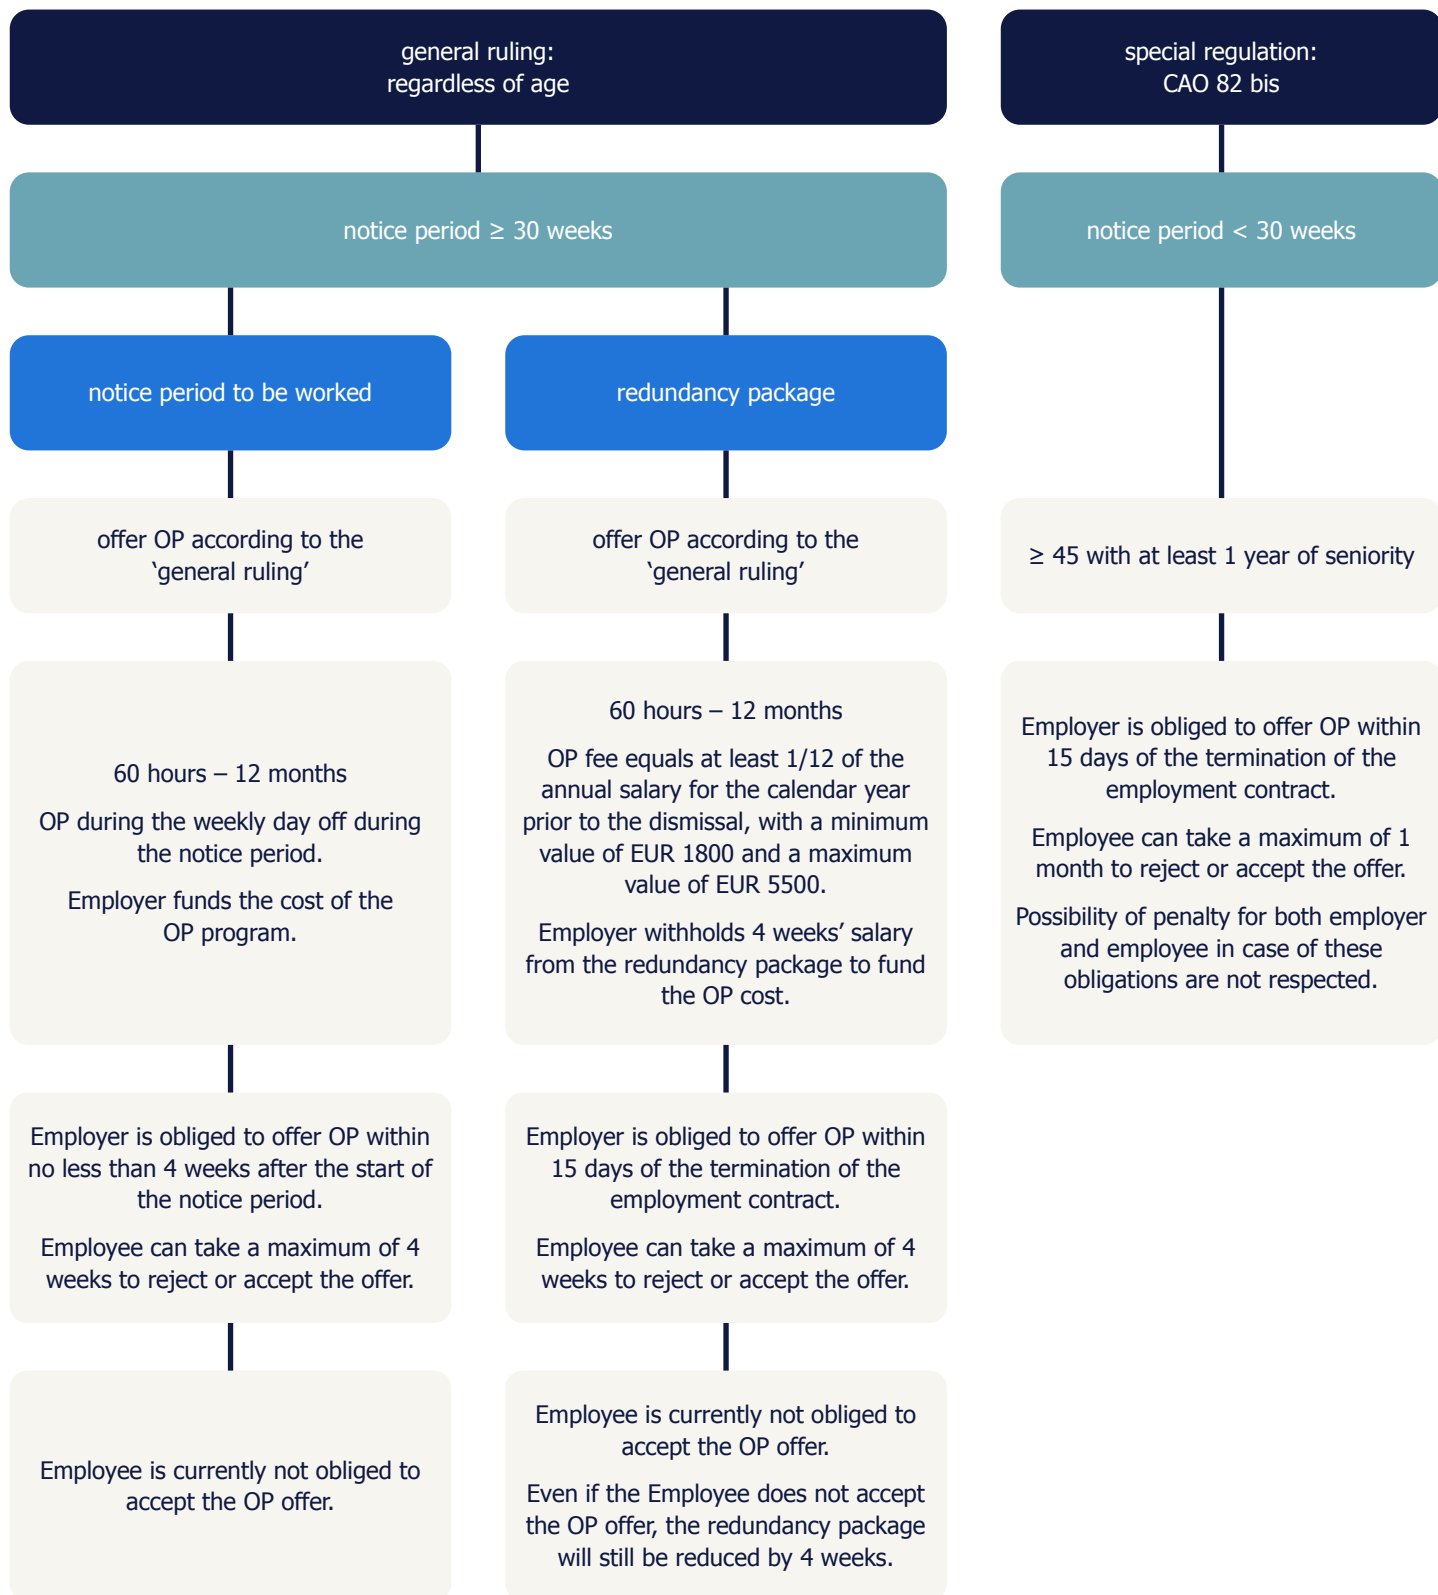 general ruling:
regardless of age
special regulation:
CAO 82 bis
notice period ≥ 30 weeks
notice period < 30 weeks
notice period to be worked
redundancy package
offer OP according to the
‘general ruling’
offer OP according to the
‘general ruling’
≥ 45 with at least 1 year of seniority
60 hours – 12 months
OP during the weekly day off during
the notice period.
Employer funds the cost of the
OP program.
60 hours – 12 months
OP fee equals at least 1/12 of the
annual salary for the calendar year
prior to the dismissal, with a minimum
value of EUR 1800 and a maximum
value of EUR 5500.
Employer withholds 4 weeks’ salary
from the redundancy package to fund
the OP cost.
Employer is obliged to offer OP within
15 days of the termination of the
employment contract.
Employee can take a maximum of 1
month to reject or accept the offer.
Possibility of penalty for both employer
and employee in case of these
obligations are not respected.
Employer is obliged to offer OP within
no less than 4 weeks after the start of
the notice period.
Employee can take a maximum of 4
weeks to reject or accept the offer.
Employer is obliged to offer OP within
15 days of the termination of the
employment contract.
Employee can take a maximum of 4
weeks to reject or accept the offer.
Employee is currently not obliged to
accept the OP offer.
Employee is currently not obliged to
accept the OP offer.
Even if the Employee does not accept
the OP offer, the redundancy package
will still be reduced by 4 weeks.